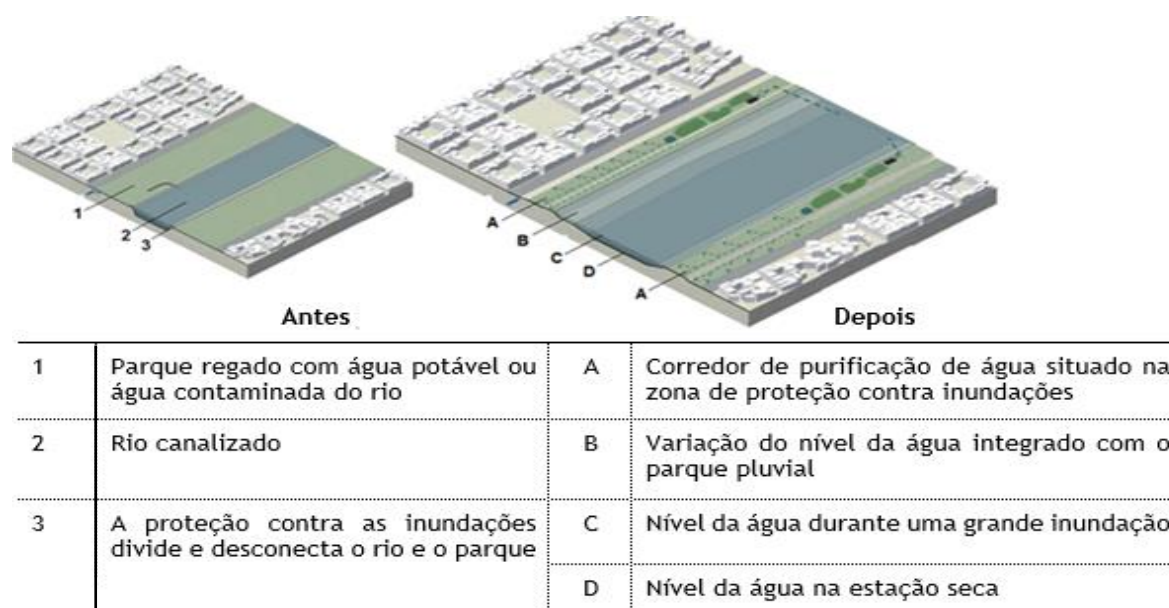 1
2
3
A
B
C
D
A
Antes
Depois
1
Parque regado com água potável ou
água contaminada do rio
A
Corredor de purificação de água situado na
zona de proteção contra inundações
2
Rio canalizado
B
Variação do nível da água integrado com o
parque pluvial
3
A proteção contra as inundações
divide e desconecta o rio e o parque
C
Nível da água durante uma grande inundação
D
Nível da água na estação seca